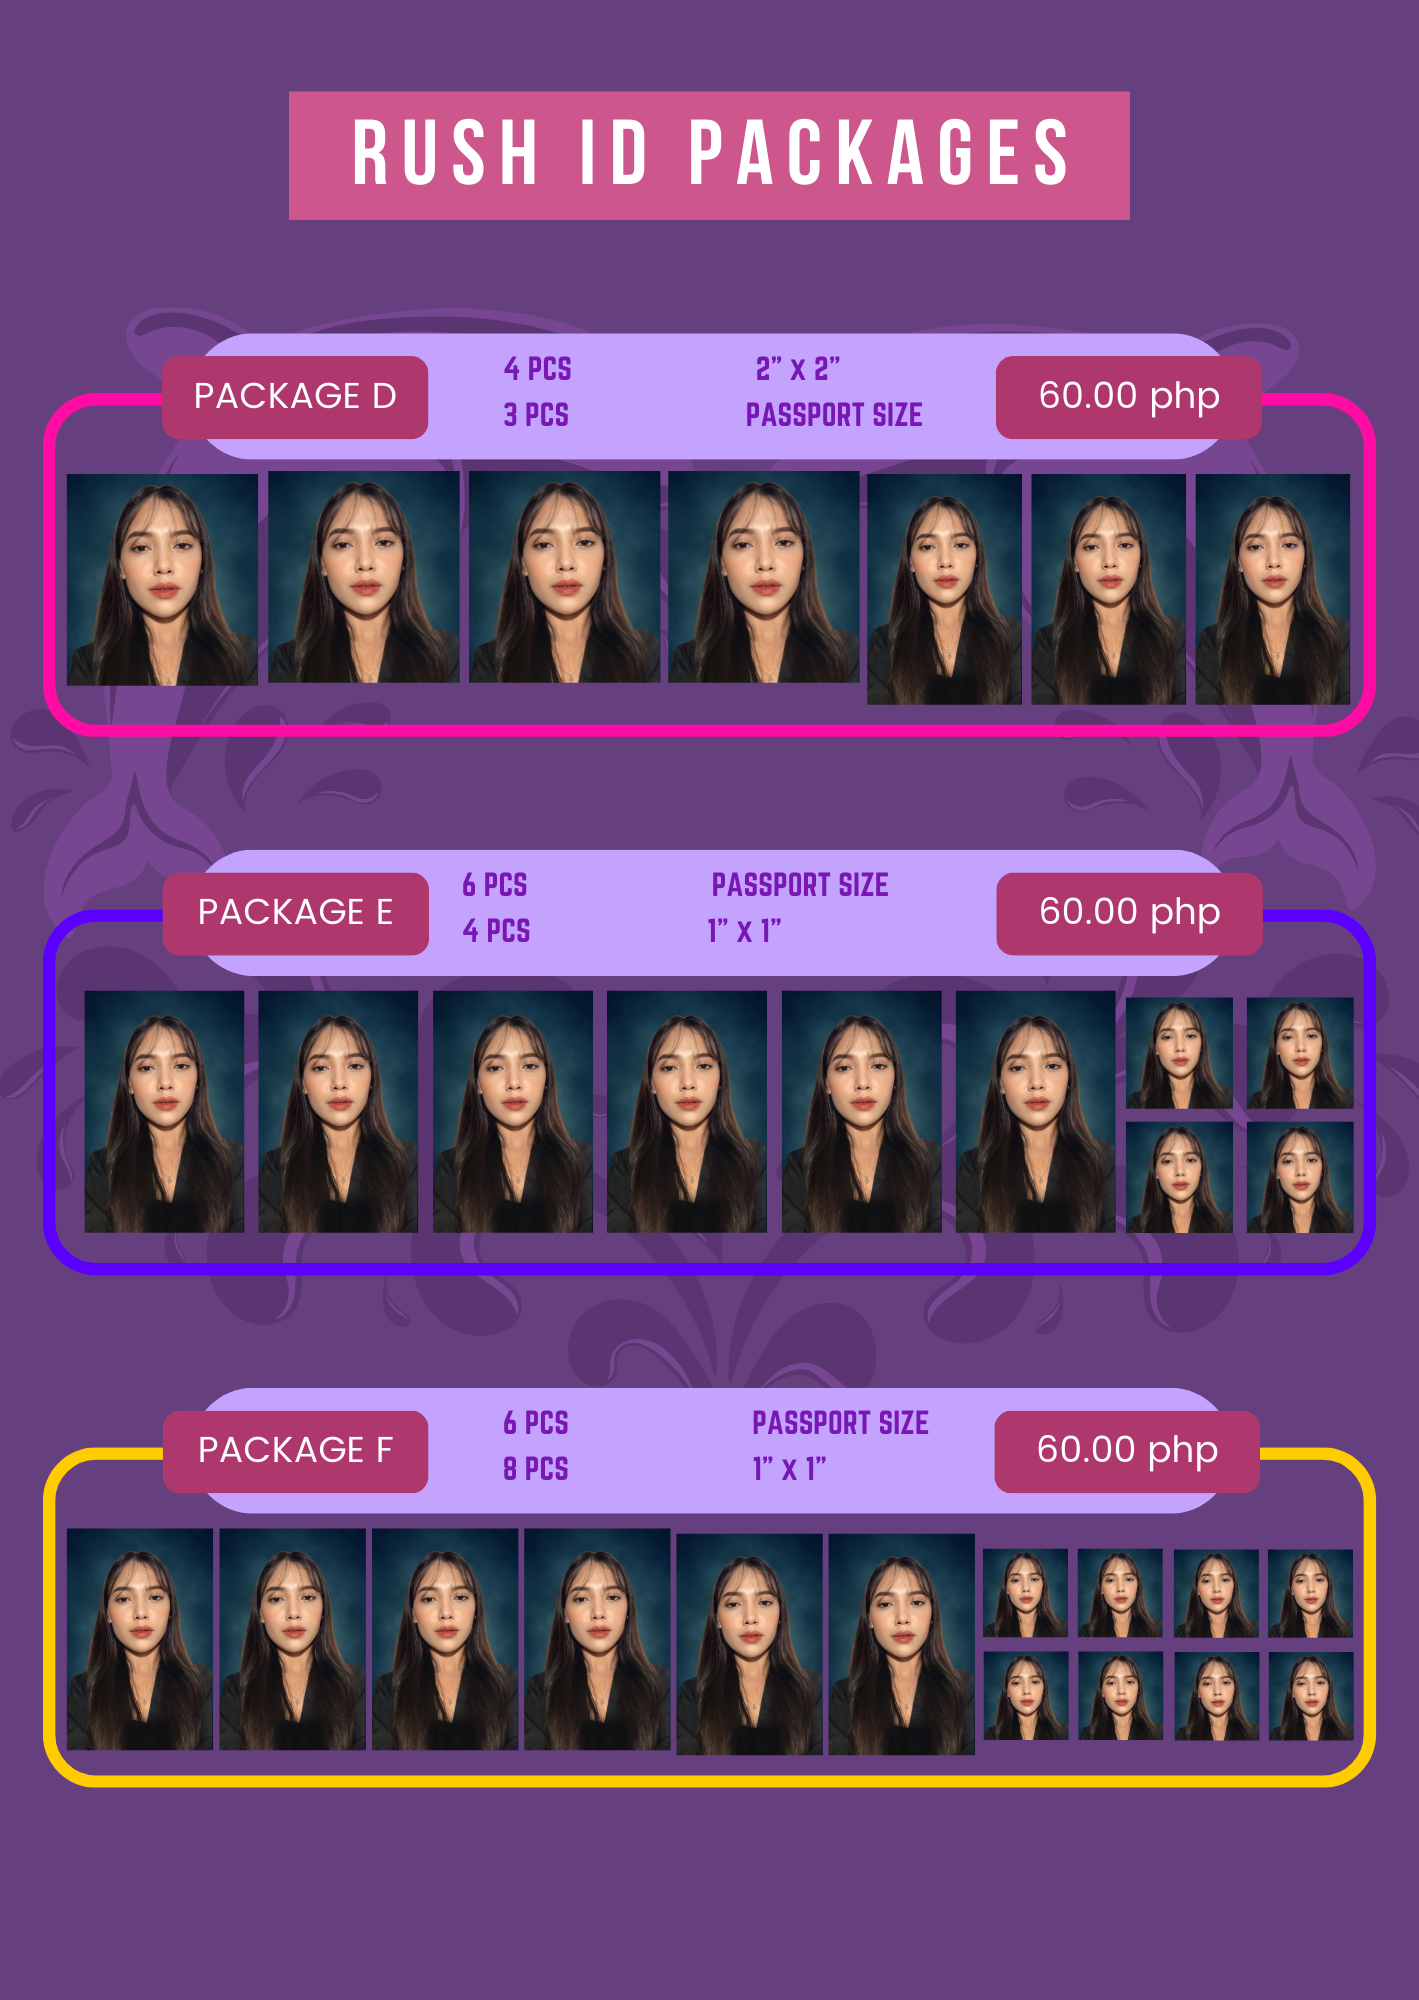 RUSH ID PACKAGES
PACKAGE D
4 PCS 2” X 2”
3 PCS PASSPORT SIZE
60.00 php
PACKAGE E
6 PCS PASSPORT SIZE
4 PCS 1” X 1”
60.00 php
PACKAGE F
6 PCS PASSPORT SIZE
8 PCS 1” X 1”
60.00 php